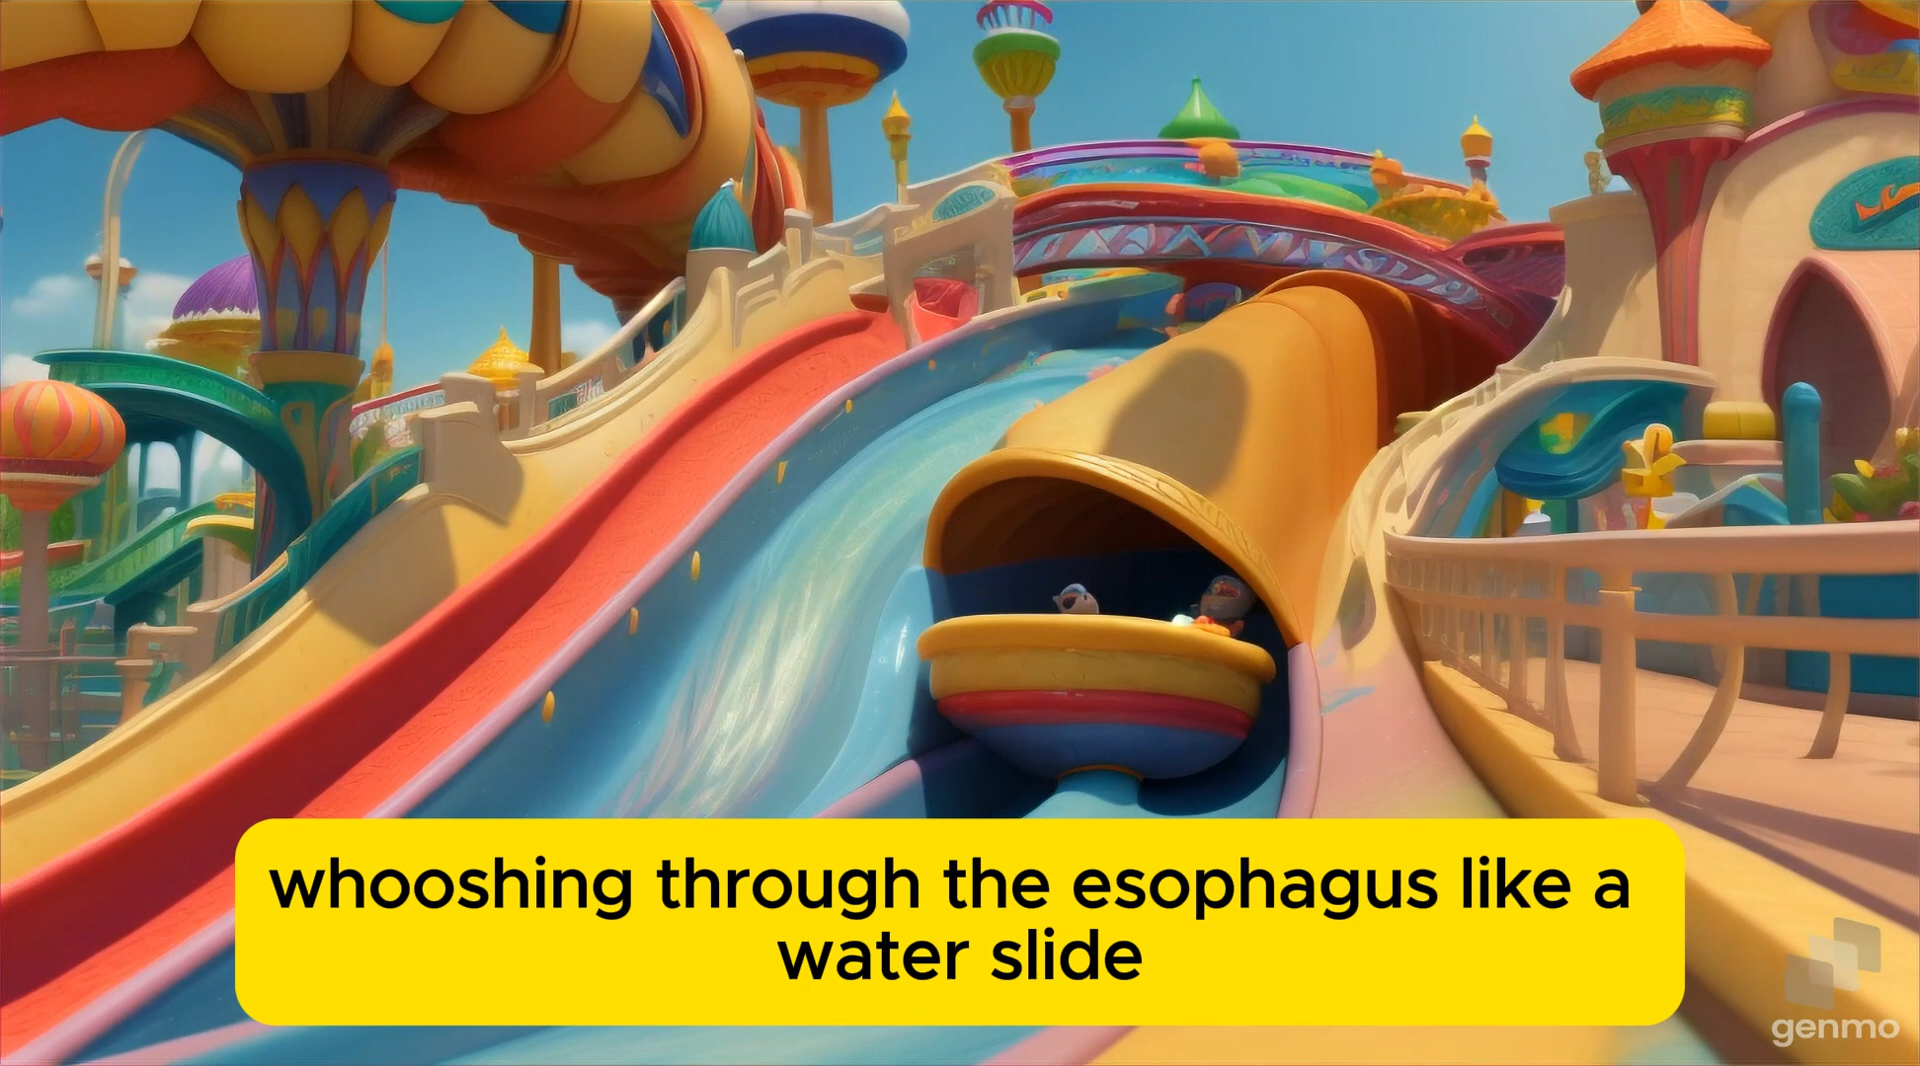 whooshing through the esophagus like a
water slide
genmo